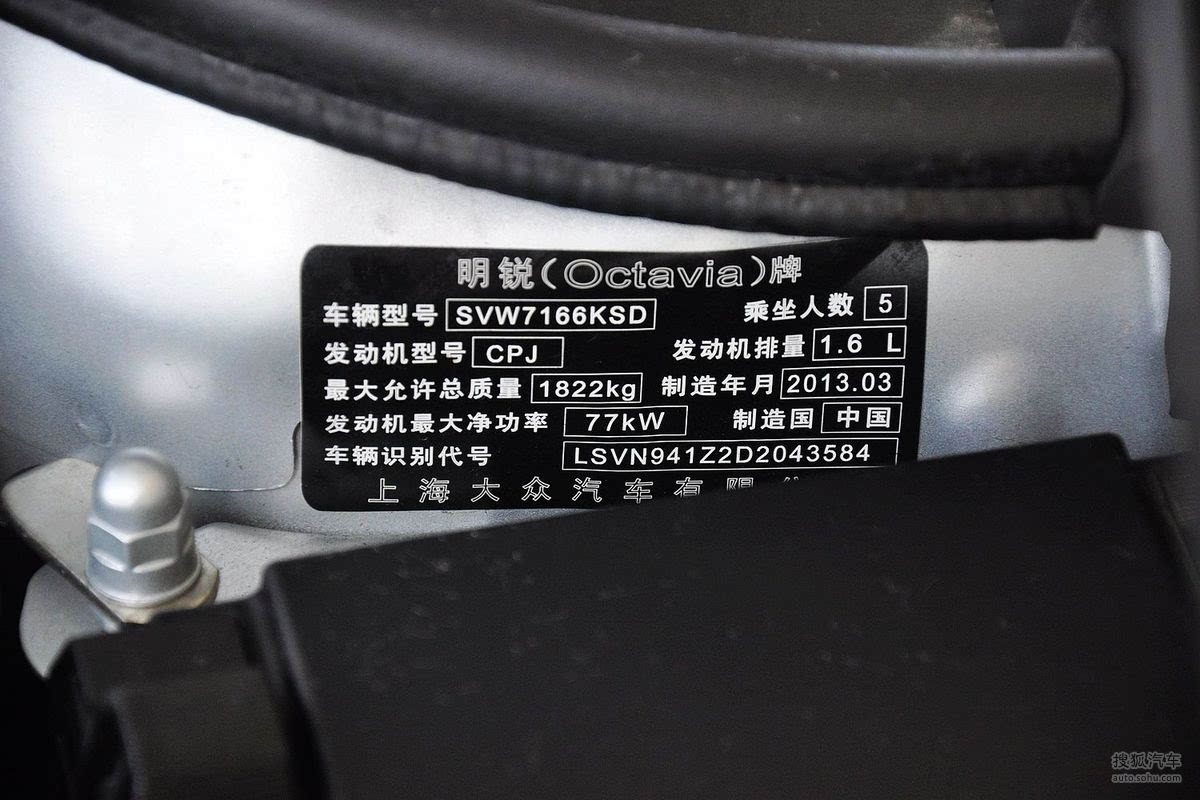 明锐(Octavia)牌
车辆型号 SVW7166KSD 乘坐人数 5
发动机型号 CPJ 发动机排量 1.6 L
最大允许总质量 1822kg 制造年月 2013.03
发动机最大净功率 77kW 制造国 中国
车辆识别代号 LSVN941Z2D2043584
上海大众汽车有限
搜狐汽车
auto.sohu.com